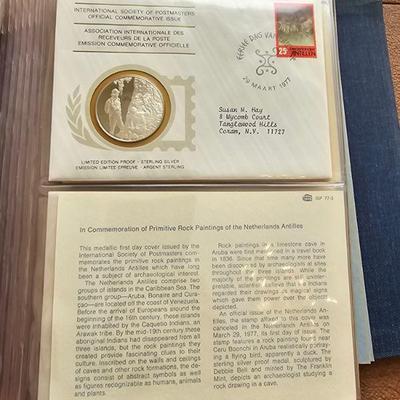 INTERNATIONAL SOCIETY OF POSTMASTERS
OFFICIAL COMMEMORATIVE ISSUE
ASSOCIATION INTERNATIONALE DES
RECEVEURS DE LA POSTE
EMISSION COMMEMORATIVE OFFICIELLE
EERSTE DAG VAN
29 MAART 1977
25c
ANTILLEN
Susan N. Hay
8 Mycomb Court
Tanglewood Hills
Coram, N.Y. 11727
LIMITED EDITION PROOF - STERLING SILVER
EMISSION LIMITEE EPREUVE - ARGENT STERLING
ISP 77-3
In Commemoration of Primitive Rock Paintings of the Netherlands Antilles
This medallic first day cover issued by the
International Society of Postmasters com-
memorates the primitive rock paintings in
the Netherlands Antilles which have long
been a subject of archaeological interest.
The Netherlands Antilles comprise two
groups of islands in the Caribbean Sea. The
southern group—Aruba, Bonaire and Cura-
çao—are located off the coast of Venezuela.
Before the arrival of Europeans around the
beginning of the 16th century, those islands
were inhabited by the Caquetio Indians, an
Arawak tribe. By the mid-19th century these
aboriginal Indians had disappeared from all
three islands, but the rock paintings they
created provide fascinating clues to their
culture. Inscribed on the walls and ceilings
of caves and other rock formations, the de-
signs consist of abstract symbols as well
as figures recognizable as humans, animals
and plants.
Rock paintings in a limestone cave in
Aruba were first mentioned in a travel book
in 1836. Since that time many more have
been discovered by archaeologists at sites
throughout the three islands. While the
meaning of the paintings is still uncertain,
scientists believe that the Indians
regarded their drawings as magical signs
which gave them power over the objects
depicted.
An official issue of the Netherlands An-
tilles, the stamp affixed to this cover was
canceled in the Netherlands Antilles on
March 29, 1977, its first day of issue. The
stamp features a rock painting found near
Ceru Boonchi in Aruba realistically portray-
ing a flying bird, apparently a duck. The
sterling silver proof medal, sculptured by
Debbie Bell and minted by The Franklin
Mint, depicts an archaeologist studying a
rock drawing in a cave.